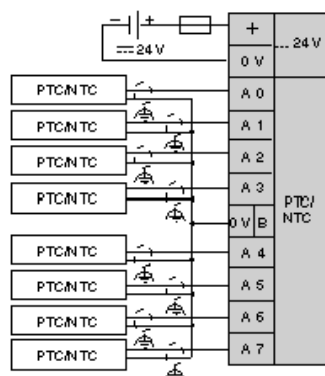 − +
+
⎓ 24 V
⎓ 24 V
0 V
PTC/NTC A 0
PTC/NTC A 1
PTC/NTC A 2
PTC/NTC A 3
PTC/
NTC
0 V B
PTC/NTC A 4
PTC/NTC A 5
PTC/NTC A 6
PTC/NTC A 7